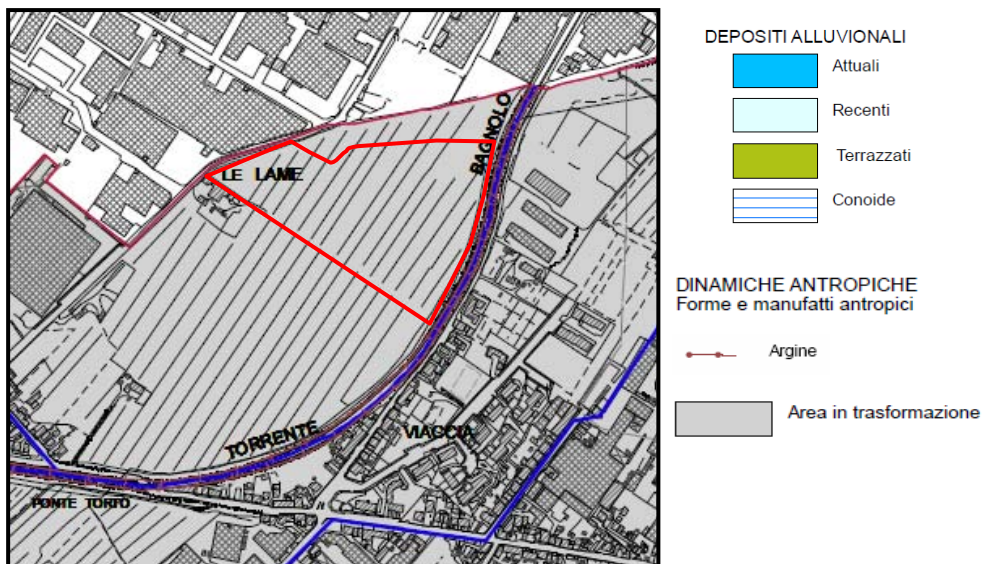 LE LAME
BAGNOLO
TORRENTE
VIACCIA
PONTE TORTO
DEPOSITI ALLUVIONALI
Attuali
Recenti
Terrazzati
Conoide
DINAMICHE ANTROPICHE
Forme e manufatti antropici
Argine
Area in trasformazione